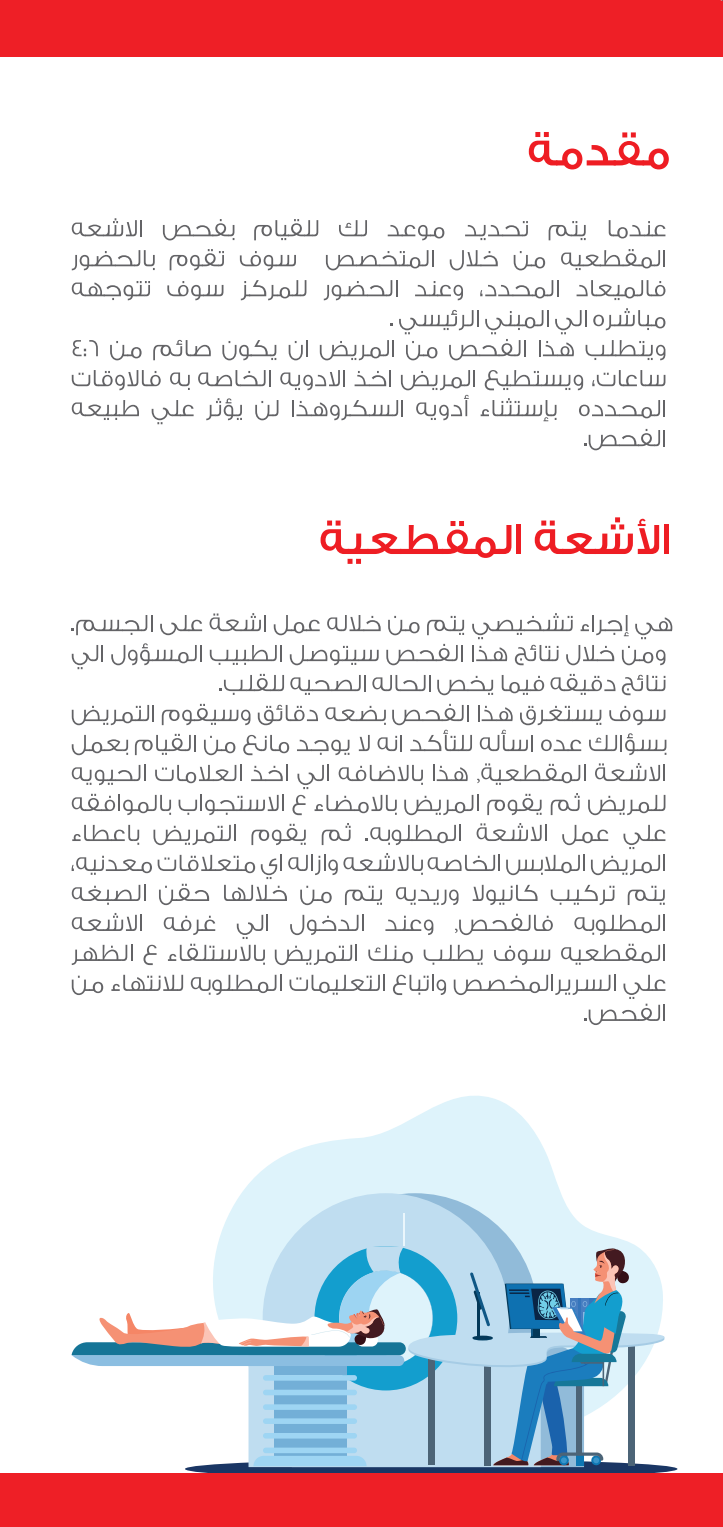 مقدمة
عندما يتم تحديد موعد لك للقيام بفحص الاشعه
المقطعيه من خلال المتخصص سوف تقوم بالحضور
فالميعاد المحدد، وعند الحضور للمركز سوف تتوجهه
مباشره الي المبني الرئيسي .
ويتطلب هذا الفحص من المريض ان يكون صائم من ٤:٦
ساعات، ويستطيع المريض اخذ الادويه الخاصه به فالاوقات
المحدده بإستثناء أدويه السكروهذا لن يؤثر علي طبيعه
الفحص.
الأشعة المقطعية
هي إجراء تشخيصي يتم من خلاله عمل اشعة على الجسم.
ومن خلال نتائج هذا الفحص سيتوصل الطبيب المسؤول الي
نتائج دقيقه فيما يخص الحاله الصحيه للقلب.
سوف يستغرق هذا الفحص بضعه دقائق وسيقوم التمريض
بسؤالك عده اسأله للتأكد انه لا يوجد مانع من القيام بعمل
الاشعة المقطعية, هذا بالاضافه الي اخذ العلامات الحيويه
للمريض ثم يقوم المريض بالامضاء ع الاستجواب بالموافقه
علي عمل الاشعة المطلوبه. ثم يقوم التمريض باعطاء
المريض الملابس الخاصه بالاشعه وازاله اي متعلاقات معدنيه،
يتم تركيب كانيولا وريديه يتم من خلالها حقن الصبغه
المطلوبه فالفحص, وعند الدخول الي غرفه الاشعه
المقطعيه سوف يطلب منك التمريض بالاستلقاء ع الظهر
علي السريرالمخصص واتباع التعليمات المطلوبه للانتهاء من
الفحص.